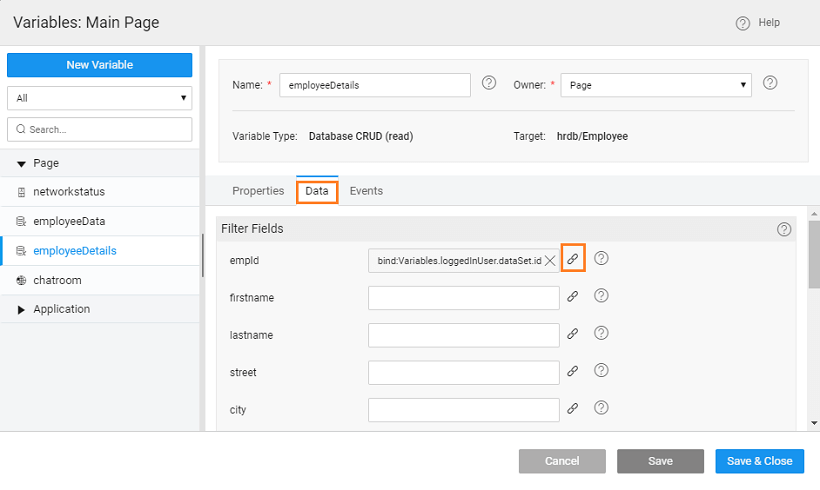 Variables: Main Page
Help
New Variable
All
Search...
Page
networkstatus
employeeData
employeeDetails
chatroom
Application
Name: * employeeDetails
Owner: * Page
Variable Type: Database CRUD (read)
Target: hrdb/Employee
Properties Data Events
Filter Fields
empId bind:Variables.loggedInUser.dataSet.id
firstname
lastname
street
city
Cancel Save Save & Close